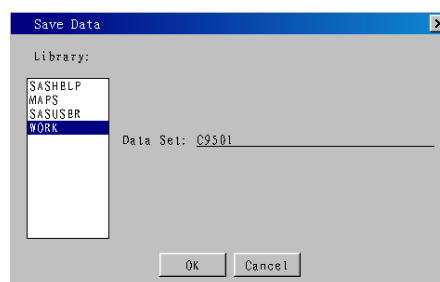 Save Data
Library:
SASHELP
MAPS
SASUSER
WORK
Data Set: C9501
OK Cancel